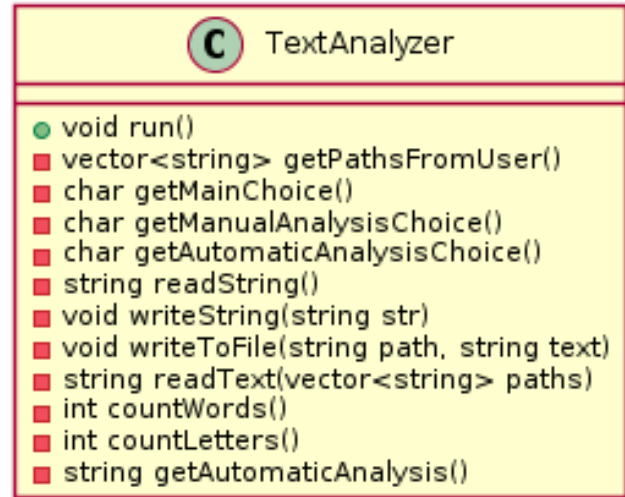 C TextAnalyzer
void run()
vector<string> getPathsFromUser()
char getMainChoice()
char getManualAnalysisChoice()
char getAutomaticAnalysisChoice()
string readString()
void writeString(string str)
void writeToFile(string path, string text)
string readText(vector<string> paths)
int countWords()
int countLetters()
string getAutomaticAnalysis()